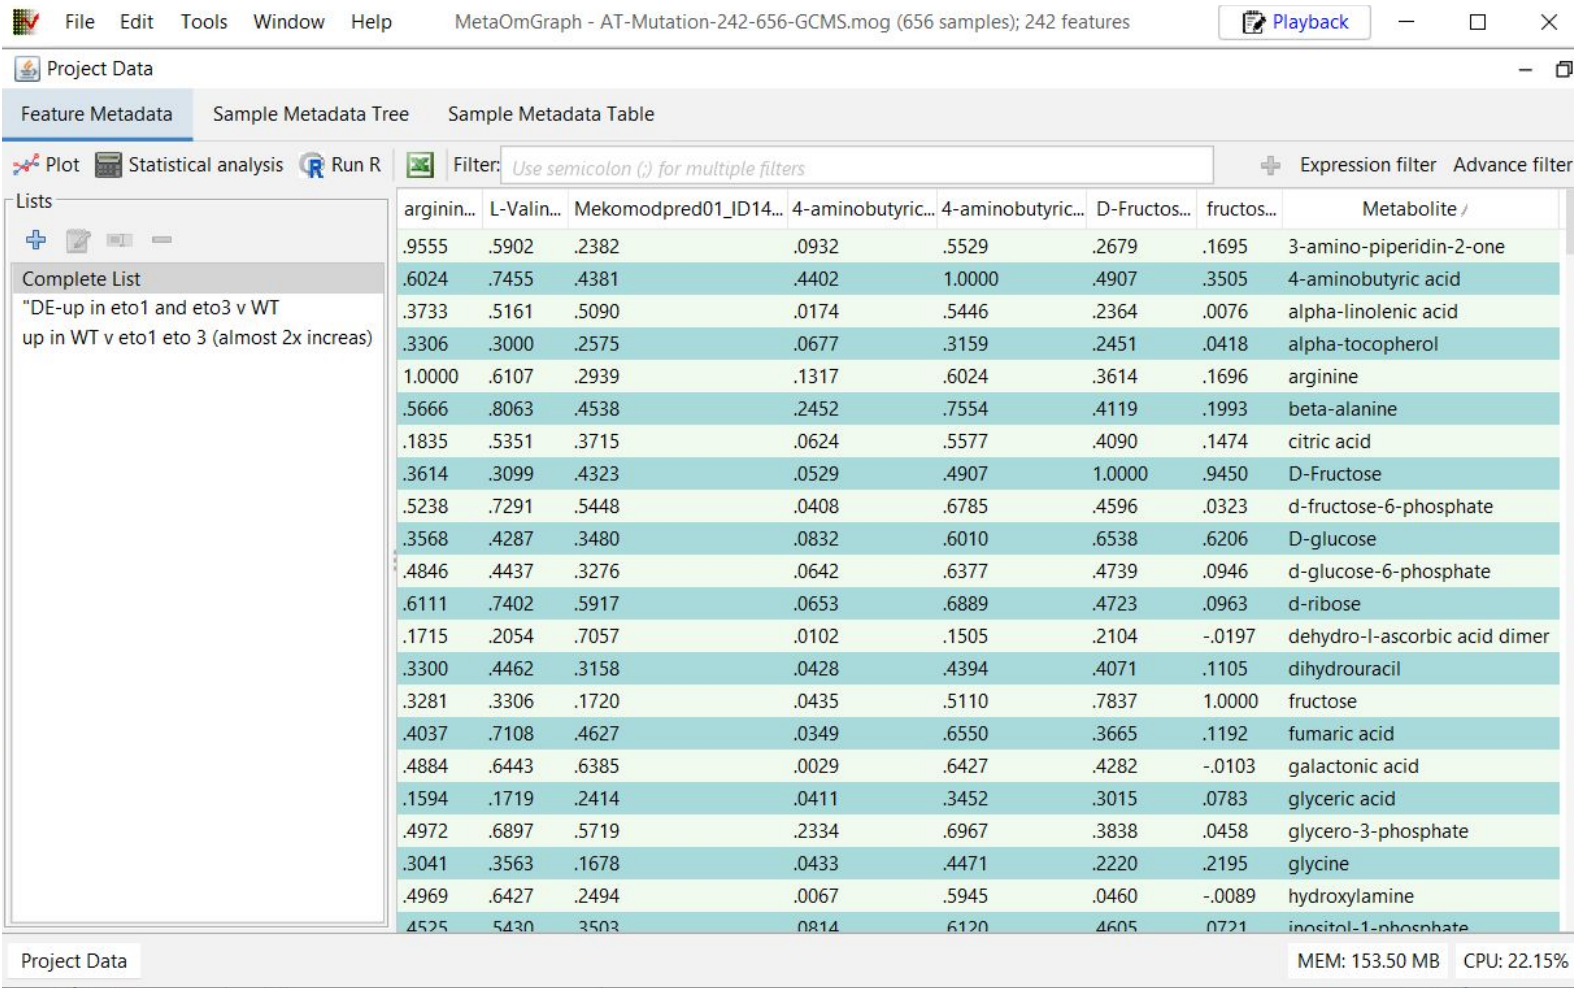 File Edit Tools Window Help MetaOmGraph - AT-Mutation-242-656-GCMS.mog (656 samples); 242 features Playback
Project Data
Feature Metadata Sample Metadata Tree Sample Metadata Table
Plot Statistical analysis Run R Filter: Use semicolon (;) for multiple filters Expression filter Advance filter
Lists
Complete List
"DE-up in eto1 and eto3 v WT
up in WT v eto1 eto 3 (almost 2x increas)
arginin... L-Valin... Mekomodpred01_ID14... 4-aminobutyric... 4-aminobutyric... D-Fructos... fructos... Metabolite
.9555 .5902 .2382 .0932 .5529 .2679 .1695 3-amino-piperidin-2-one
.6024 .7455 .4381 .4402 1.0000 .4907 .3505 4-aminobutyric acid
.3733 .5161 .5090 .0174 .5446 .2364 .0076 alpha-linolenic acid
.3306 .3000 .2575 .0677 .3159 .2451 .0418 alpha-tocopherol
1.0000 .6107 .2939 .1317 .6024 .3614 .1696 arginine
.5666 .8063 .4538 .2452 .7554 .4119 .1993 beta-alanine
.1835 .5351 .3715 .0624 .5577 .4090 .1474 citric acid
.3614 .3099 .4323 .0529 .4907 1.0000 .9450 D-Fructose
.5238 .7291 .5448 .0408 .6785 .4596 .0323 d-fructose-6-phosphate
.3568 .4287 .3480 .0832 .6010 .6538 .6206 D-glucose
.4846 .4437 .3276 .0642 .6377 .4739 .0946 d-glucose-6-phosphate
.6111 .7402 .5917 .0653 .6889 .4723 .0963 d-ribose
.1715 .2054 .7057 .0102 .1505 .2104 -.0197 dehydro-l-ascorbic acid dimer
.3300 .4462 .3158 .0428 .4394 .4071 .1105 dihydrouracil
.3281 .3306 .1720 .0435 .5110 .7837 1.0000 fructose
.4037 .7108 .4627 .0349 .6550 .3665 .1192 fumaric acid
.4884 .6443 .6385 .0029 .6427 .4282 -.0103 galactonic acid
.1594 .1719 .2414 .0411 .3452 .3015 .0783 glyceric acid
.4972 .6897 .5719 .2334 .6967 .3838 .0458 glycero-3-phosphate
.3041 .3563 .1678 .0433 .4471 .2220 .2195 glycine
.4969 .6427 .2494 .0067 .5945 .0460 -.0089 hydroxylamine
.4525 .5430 .3503 .0814 .6120 .4605 .0721 inositol-1-phosphate
Project Data MEM: 153.50 MB CPU: 22.15%